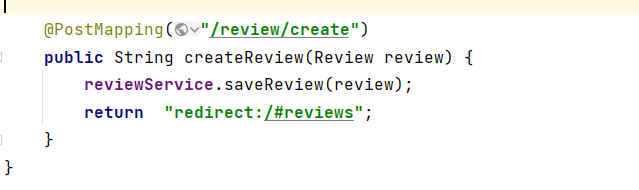 @PostMapping("/review/create")
public String createReview(Review review) {
reviewService.saveReview(review);
return  "redirect:/#reviews";
}
}